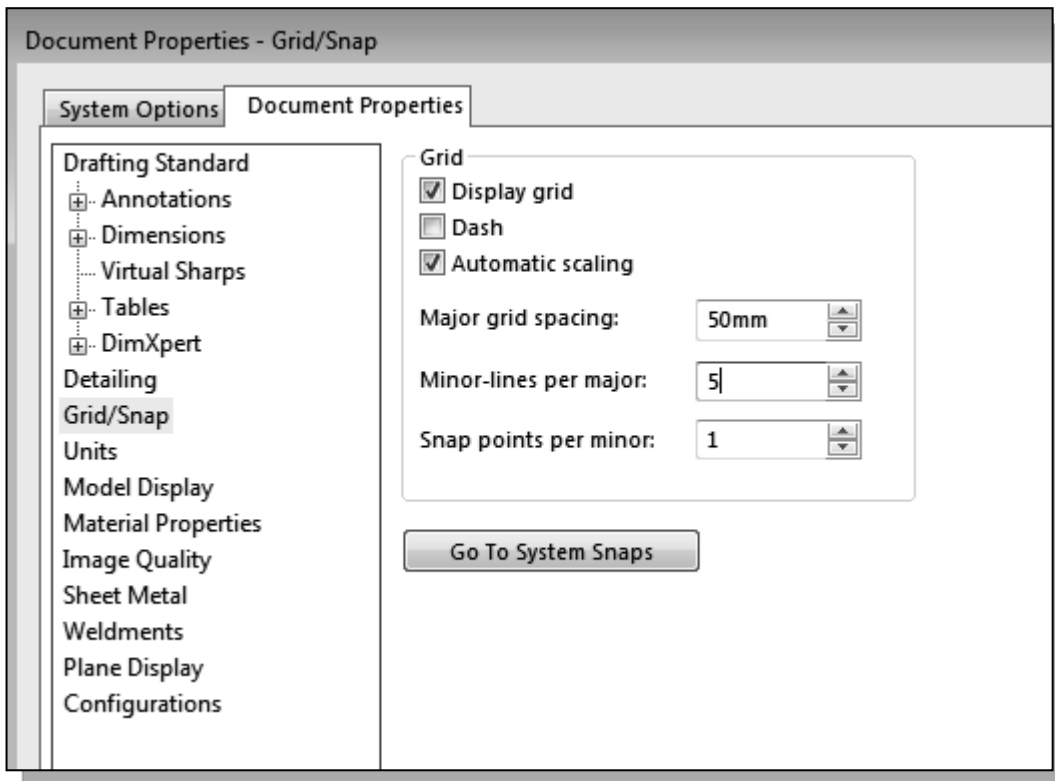 Document Properties - Grid/Snap
System Options
Document Properties
Drafting Standard
Annotations
Dimensions
Virtual Sharps
Tables
DimXpert
Detailing
Grid/Snap
Units
Model Display
Material Properties
Image Quality
Sheet Metal
Weldments
Plane Display
Configurations
Grid
Display grid
Dash
Automatic scaling
Major grid spacing: 50mm
Minor-lines per major: 5
Snap points per minor: 1
Go To System Snaps